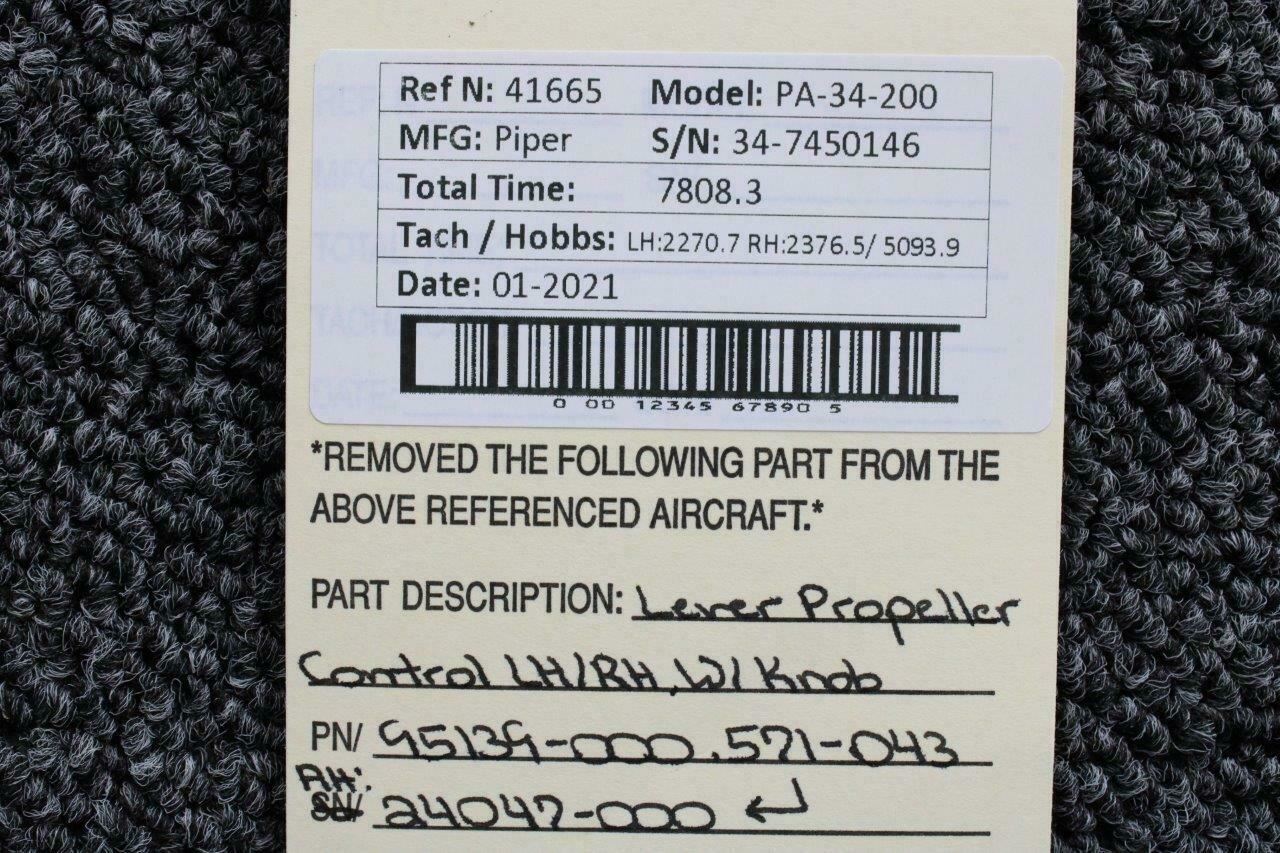 Ref N: 41665 Model: PA-34-200
MFG: Piper S/N: 34-7450146
Total Time: 7808.3
Tach / Hobbs: LH:2270.7 RH:2376.5/ 5093.9
Date: 01-2021
0 00 12345 67890 5
*REMOVED THE FOLLOWING PART FROM THE
ABOVE REFERENCED AIRCRAFT.*
PART DESCRIPTION: Lever Propeller
Control LH/RH, W/ Knob
PN/ 95139-000, 571-043
RH:
SN/ 24047-000 ↵